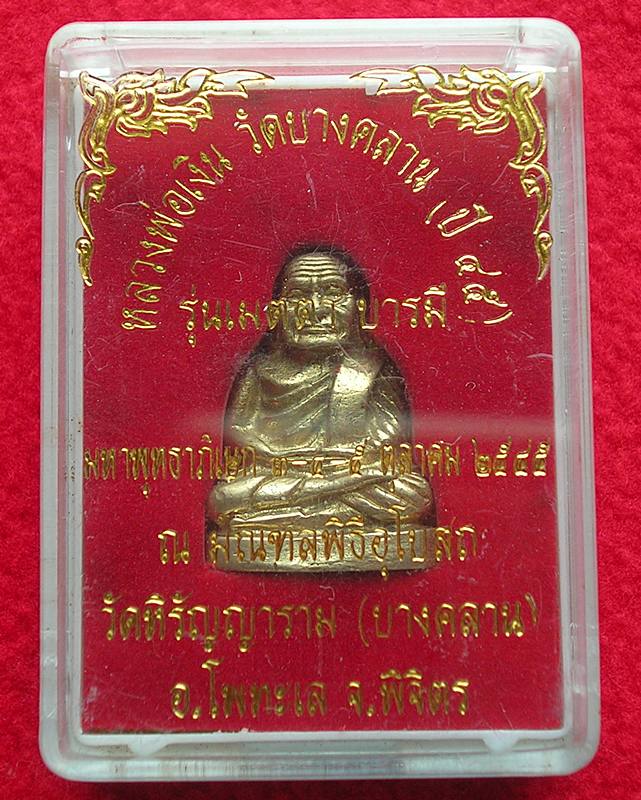 หลวงพ่อเงิน วัดบางคลาน (ปี ๔๕)
รุ่นเมตตา บารมี
มหาพุทธาภิเษก ๓ ๔ ๕ ตุลาคม ๒๕๔๕
ณ มัณฑลพิธีอุโบสถ
วัดหิรัญญาราม (บางคลาน)
อ.โพทะเล จ.พิจิตร